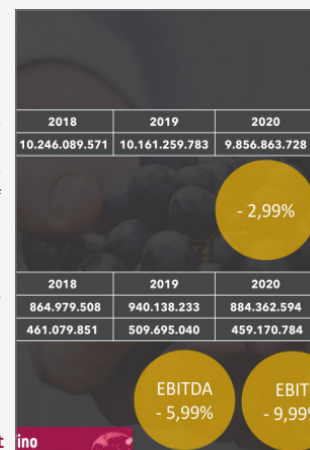 2018 2019 2020
10.246.089.571 10.161.259.783 9.856.863.728
- 2,99%
2018 2019 2020
864.979.508 940.138.233 884.362.594
461.079.851 509.695.040 459.170.784
EBITDA EBIT
- 5,99% - 9,99%
t ino